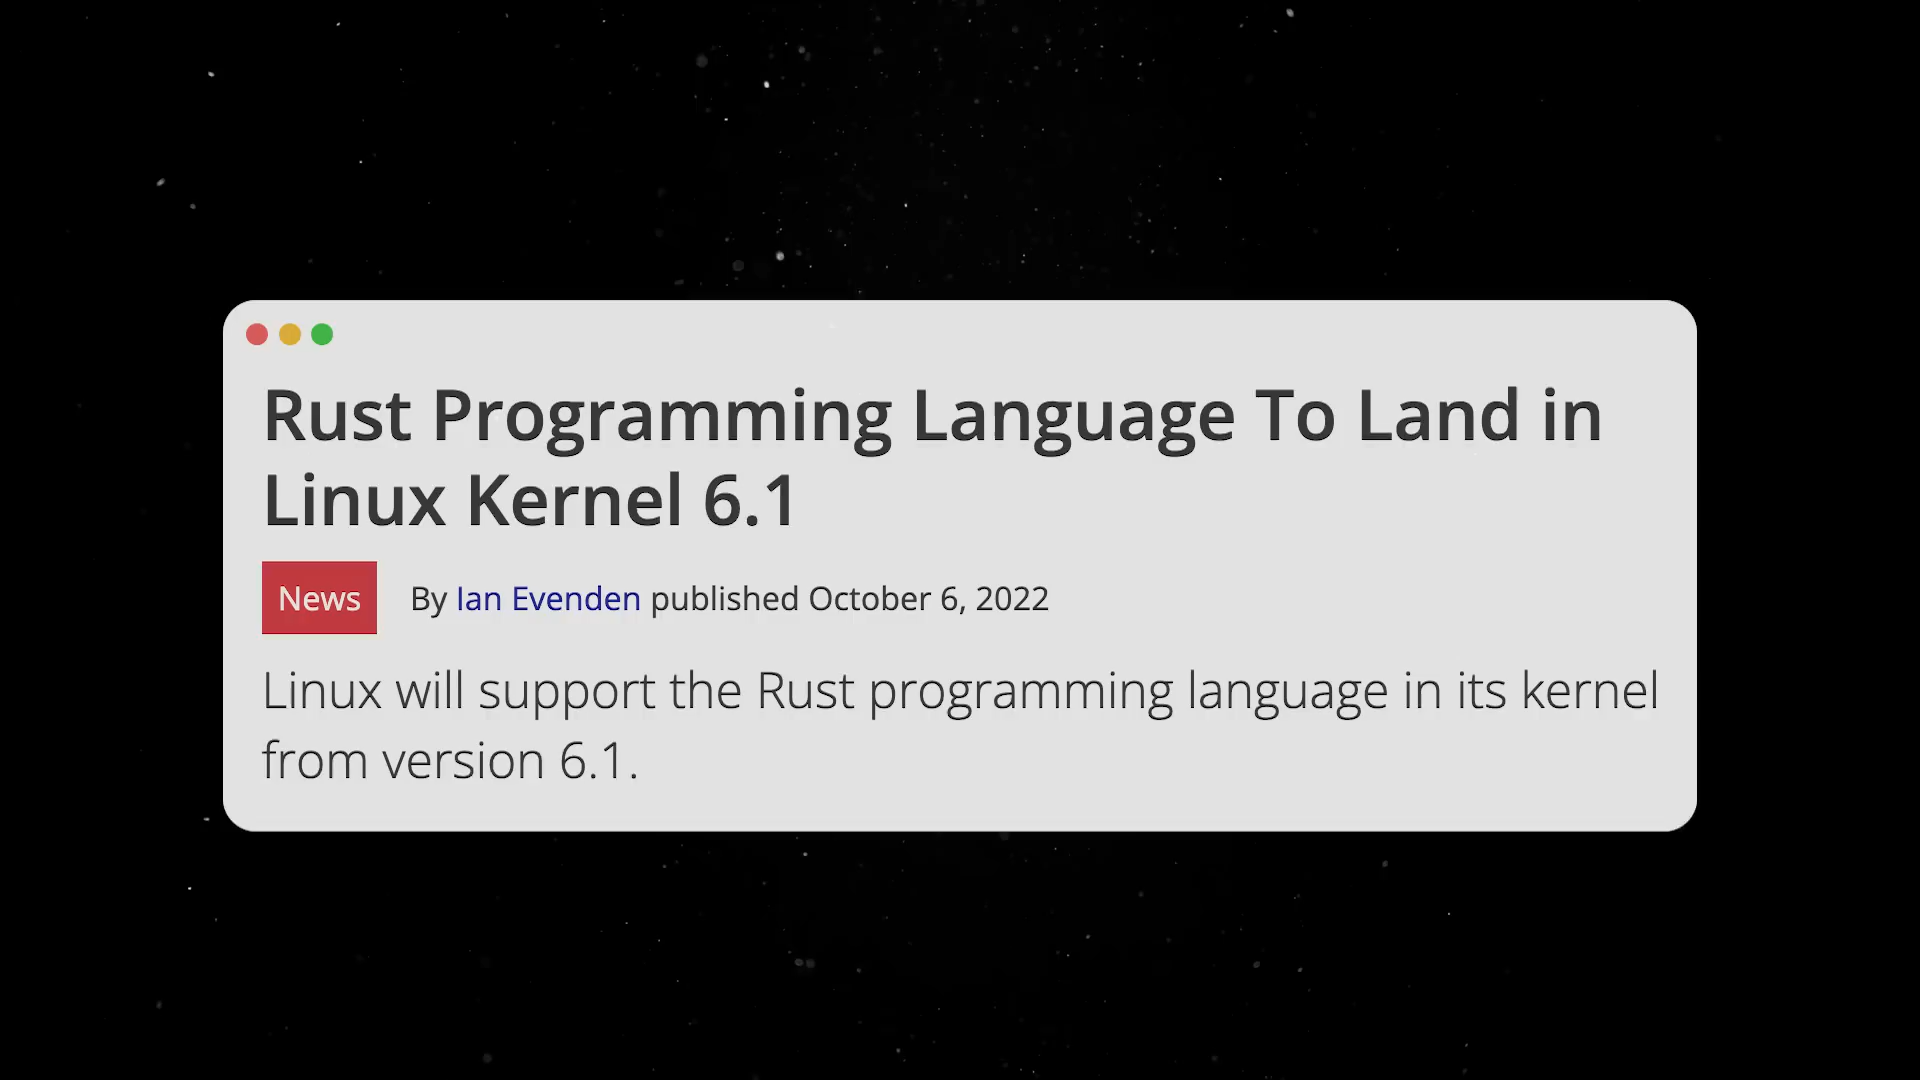 Rust Programming Language To Land in
Linux Kernel 6.1
News By Ian Evenden published October 6, 2022
Linux will support the Rust programming language in its kernel
from version 6.1.